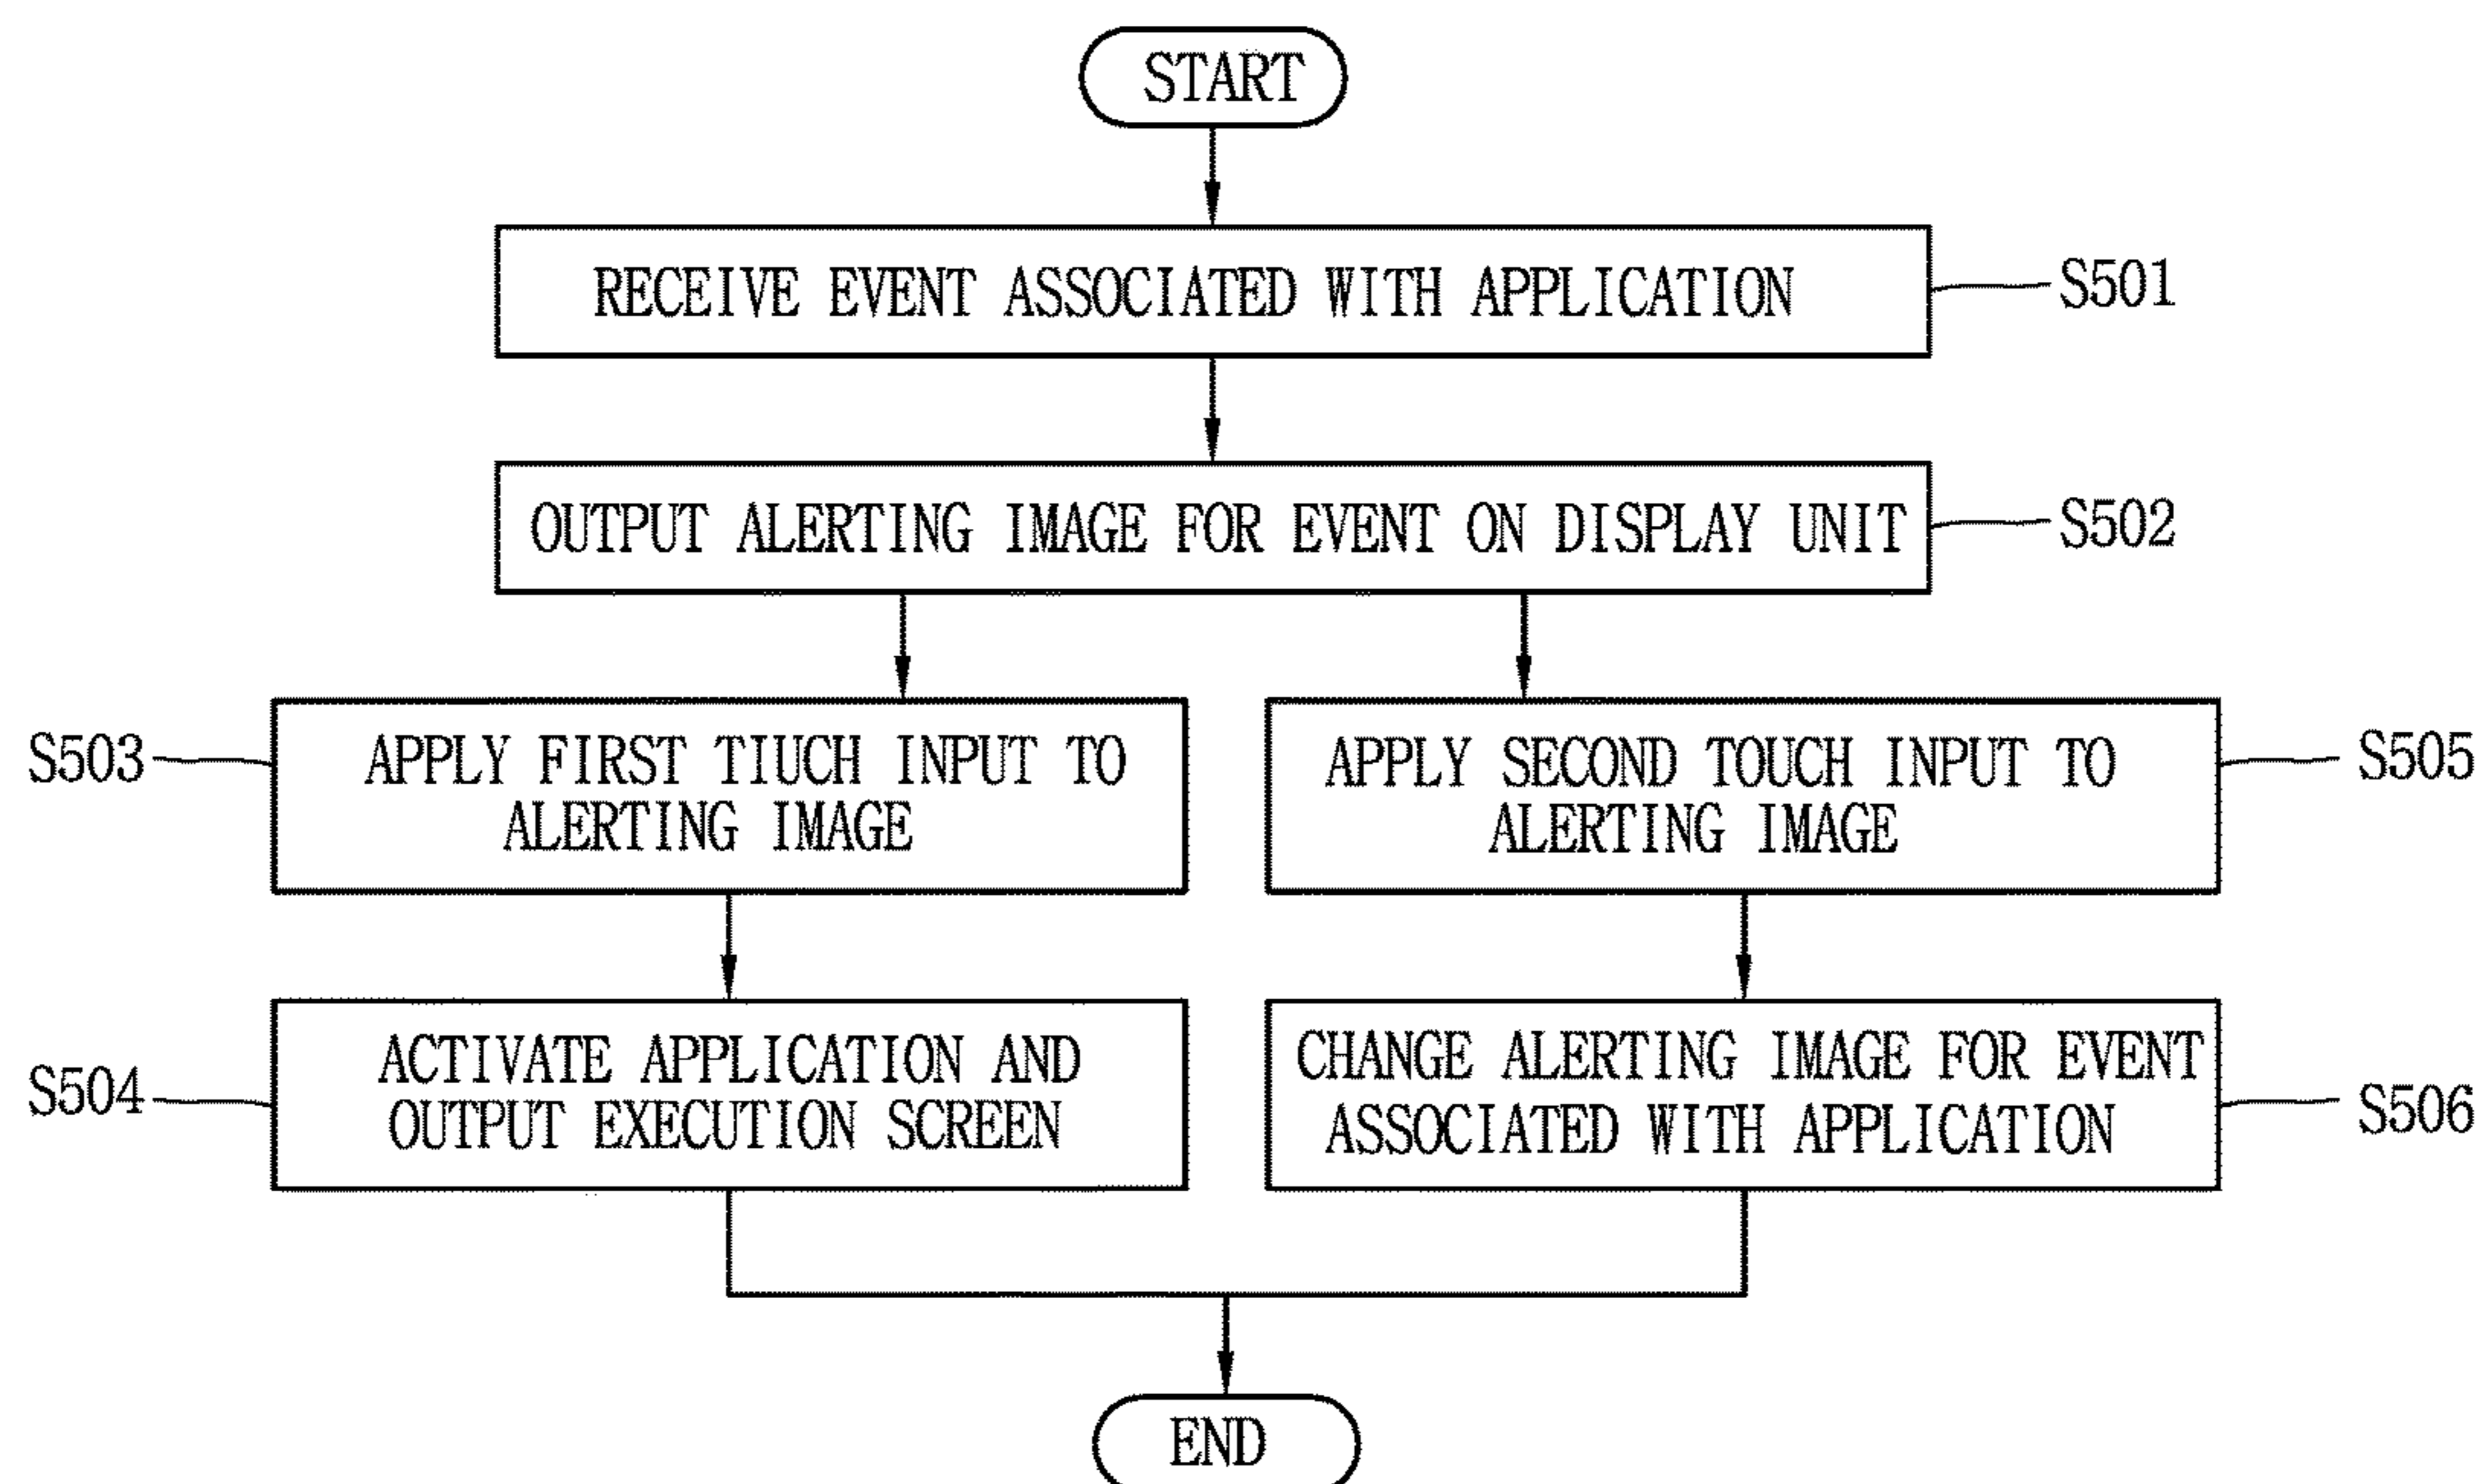 START
RECEIVE EVENT ASSOCIATED WITH APPLICATION
S501
OUTPUT ALERTING IMAGE FOR EVENT ON DISPLAY UNIT
S502
S503
APPLY FIRST TIUCH INPUT TO
ALERTING IMAGE
APPLY SECOND TOUCH INPUT TO
ALERTING IMAGE
S505
S504
ACTIVATE APPLICATION AND
OUTPUT EXECUTION SCREEN
CHANGE ALERTING IMAGE FOR EVENT
ASSOCIATED WITH APPLICATION
S506
END